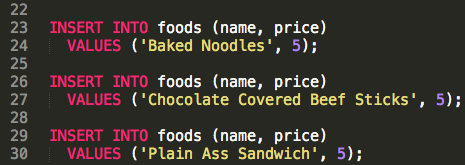 22
23 INSERT INTO foods (name, price)
24 VALUES ('Baked Noodles', 5);
25
26 INSERT INTO foods (name, price)
27 VALUES ('Chocolate Covered Beef Sticks', 5);
28
29 INSERT INTO foods (name, price)
30 VALUES ('Plain Ass Sandwich', 5);